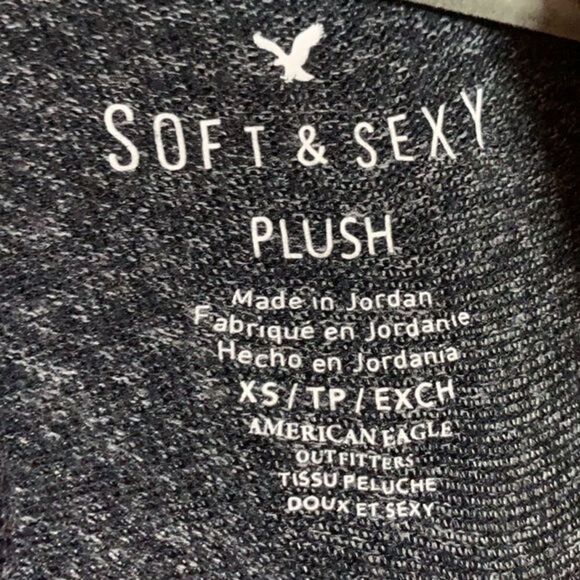 SOFT & SEXY
PLUSH
Made in Jordan
Fabriqué en Jordanie
Hecho en Jordania
XS/TP/EXCH
AMERICAN EAGLE
OUTFITTERS
TISSU PELUCHE
DOUX ET SEXY